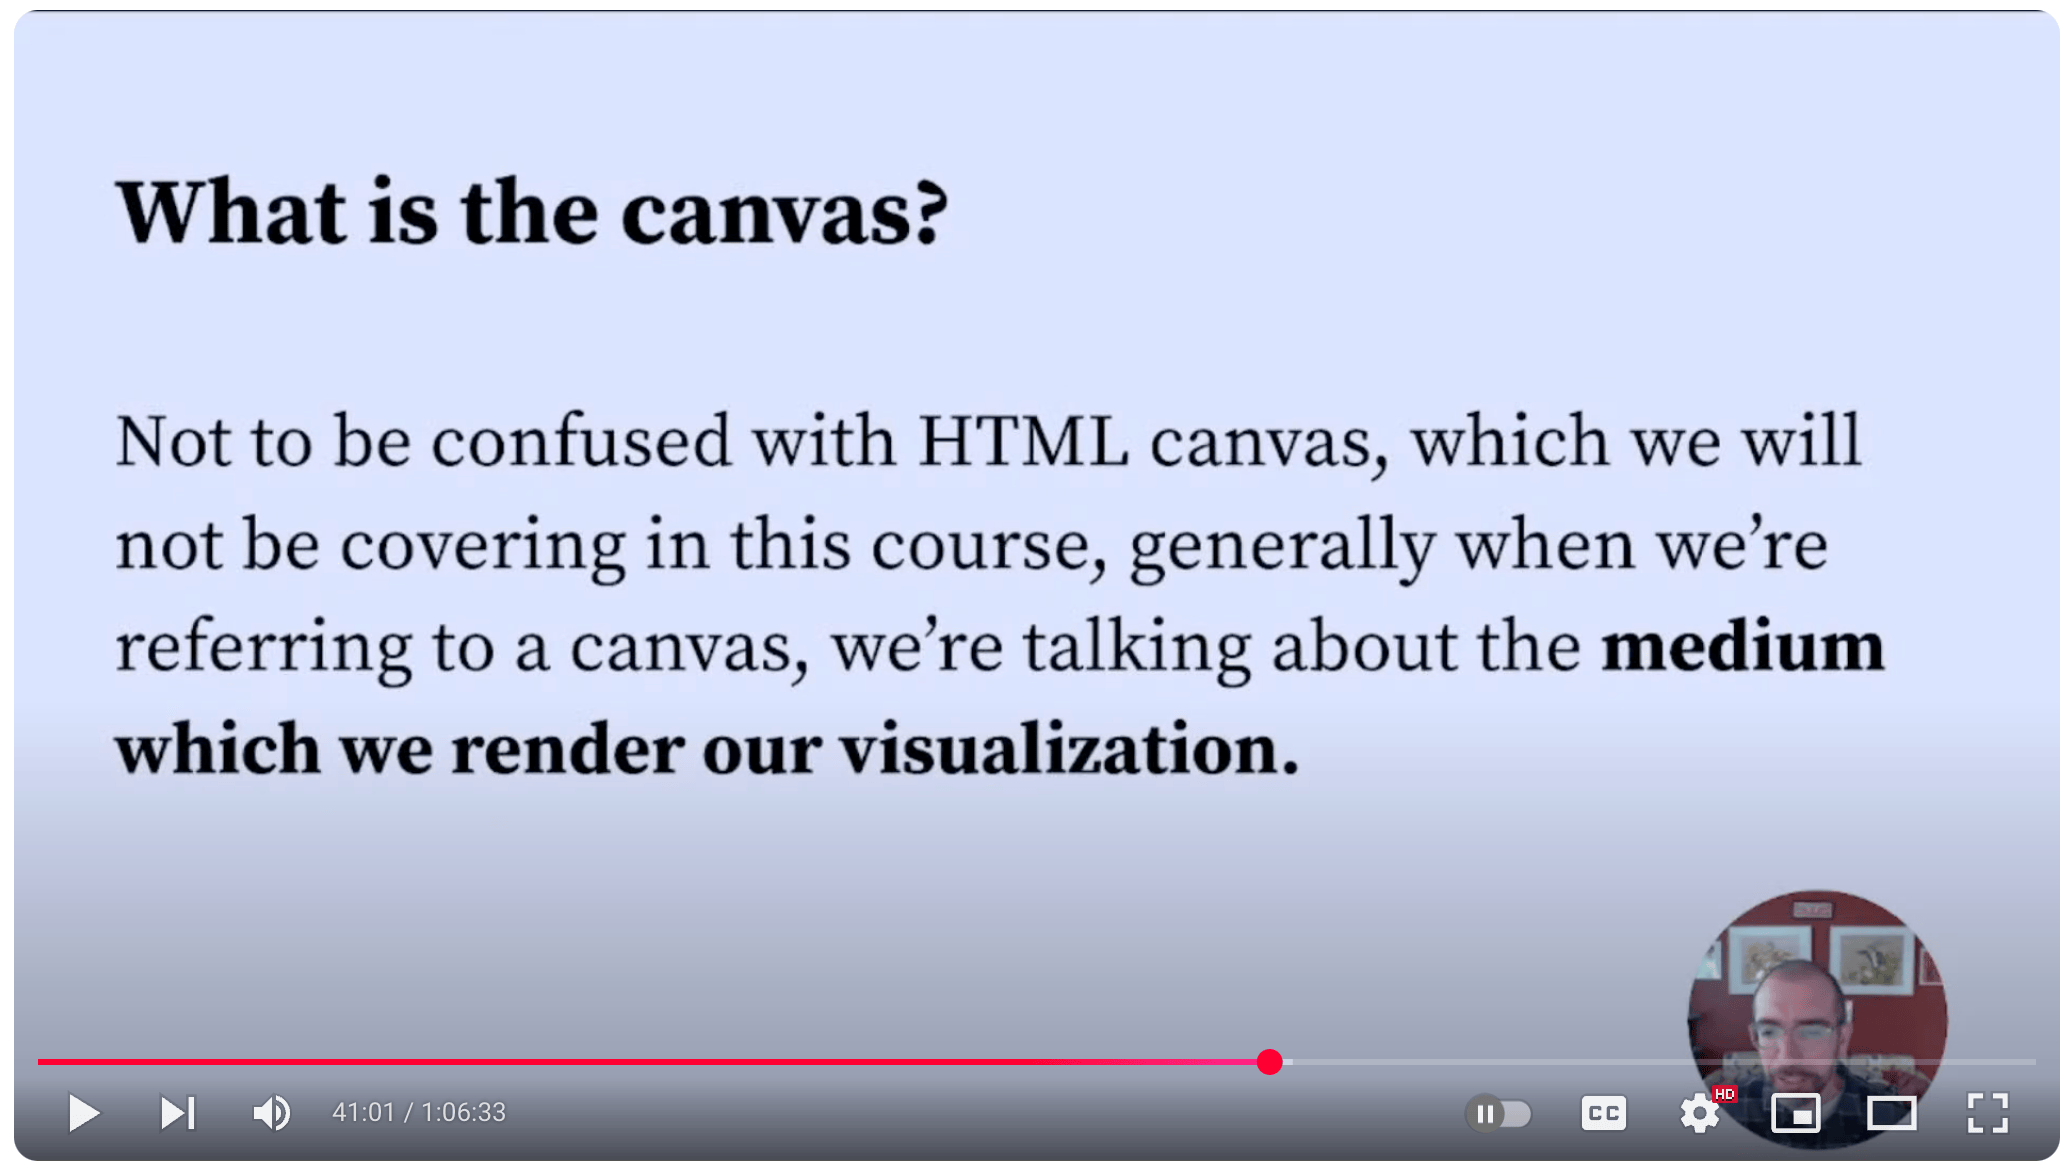 What is the canvas?
Not to be confused with HTML canvas, which we will
not be covering in this course, generally when we’re
referring to a canvas, we’re talking about the medium
which we render our visualization.
41:01 / 1:06:33
CC
HD